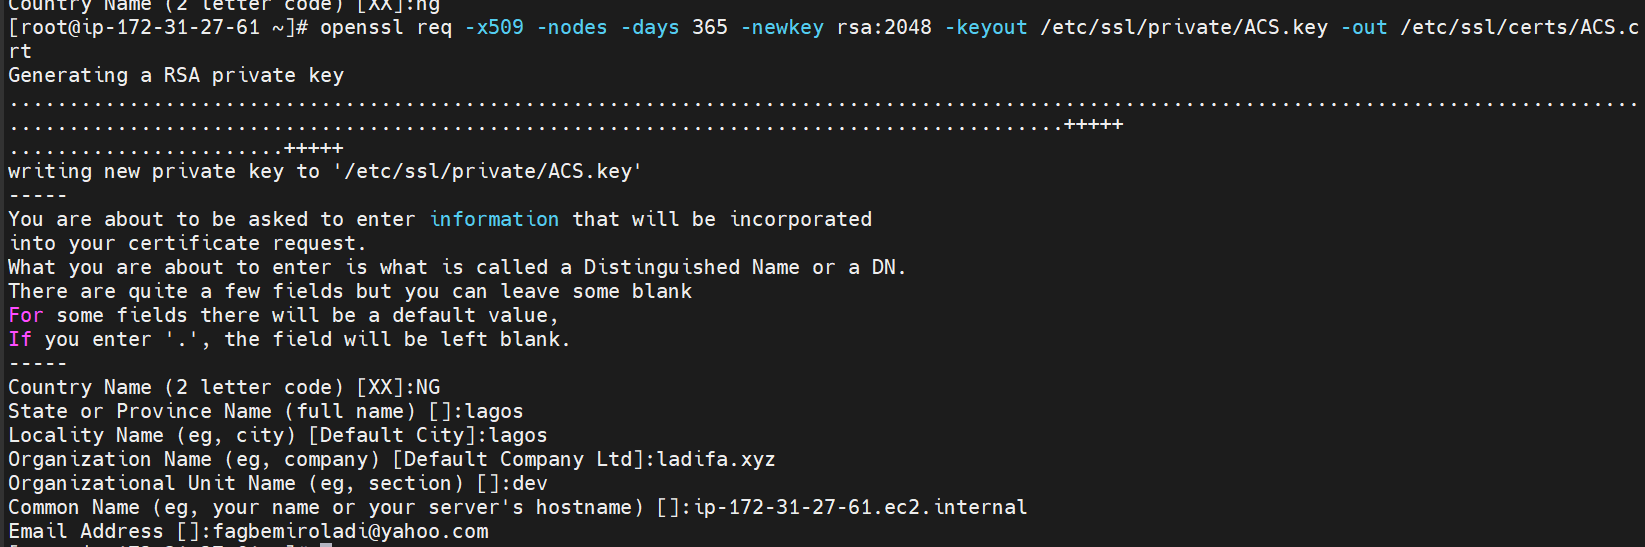 Country Name (2 letter code) [XX]:ng
[root@ip-172-31-27-61 ~]# openssl req -x509 -nodes -days 365 -newkey rsa:2048 -keyout /etc/ssl/private/ACS.key -out /etc/ssl/certs/ACS.c
rt
Generating a RSA private key
........................................................................................................................................
........................................................................................+++++
.......................+++++
writing new private key to '/etc/ssl/private/ACS.key'
-----
You are about to be asked to enter information that will be incorporated
into your certificate request.
What you are about to enter is what is called a Distinguished Name or a DN.
There are quite a few fields but you can leave some blank
For some fields there will be a default value,
If you enter '.', the field will be left blank.
-----
Country Name (2 letter code) [XX]:NG
State or Province Name (full name) []:lagos
Locality Name (eg, city) [Default City]:lagos
Organization Name (eg, company) [Default Company Ltd]:ladifa.xyz
Organizational Unit Name (eg, section) []:dev
Common Name (eg, your name or your server's hostname) []:ip-172-31-27-61.ec2.internal
Email Address []:fagbemiroladi@yahoo.com